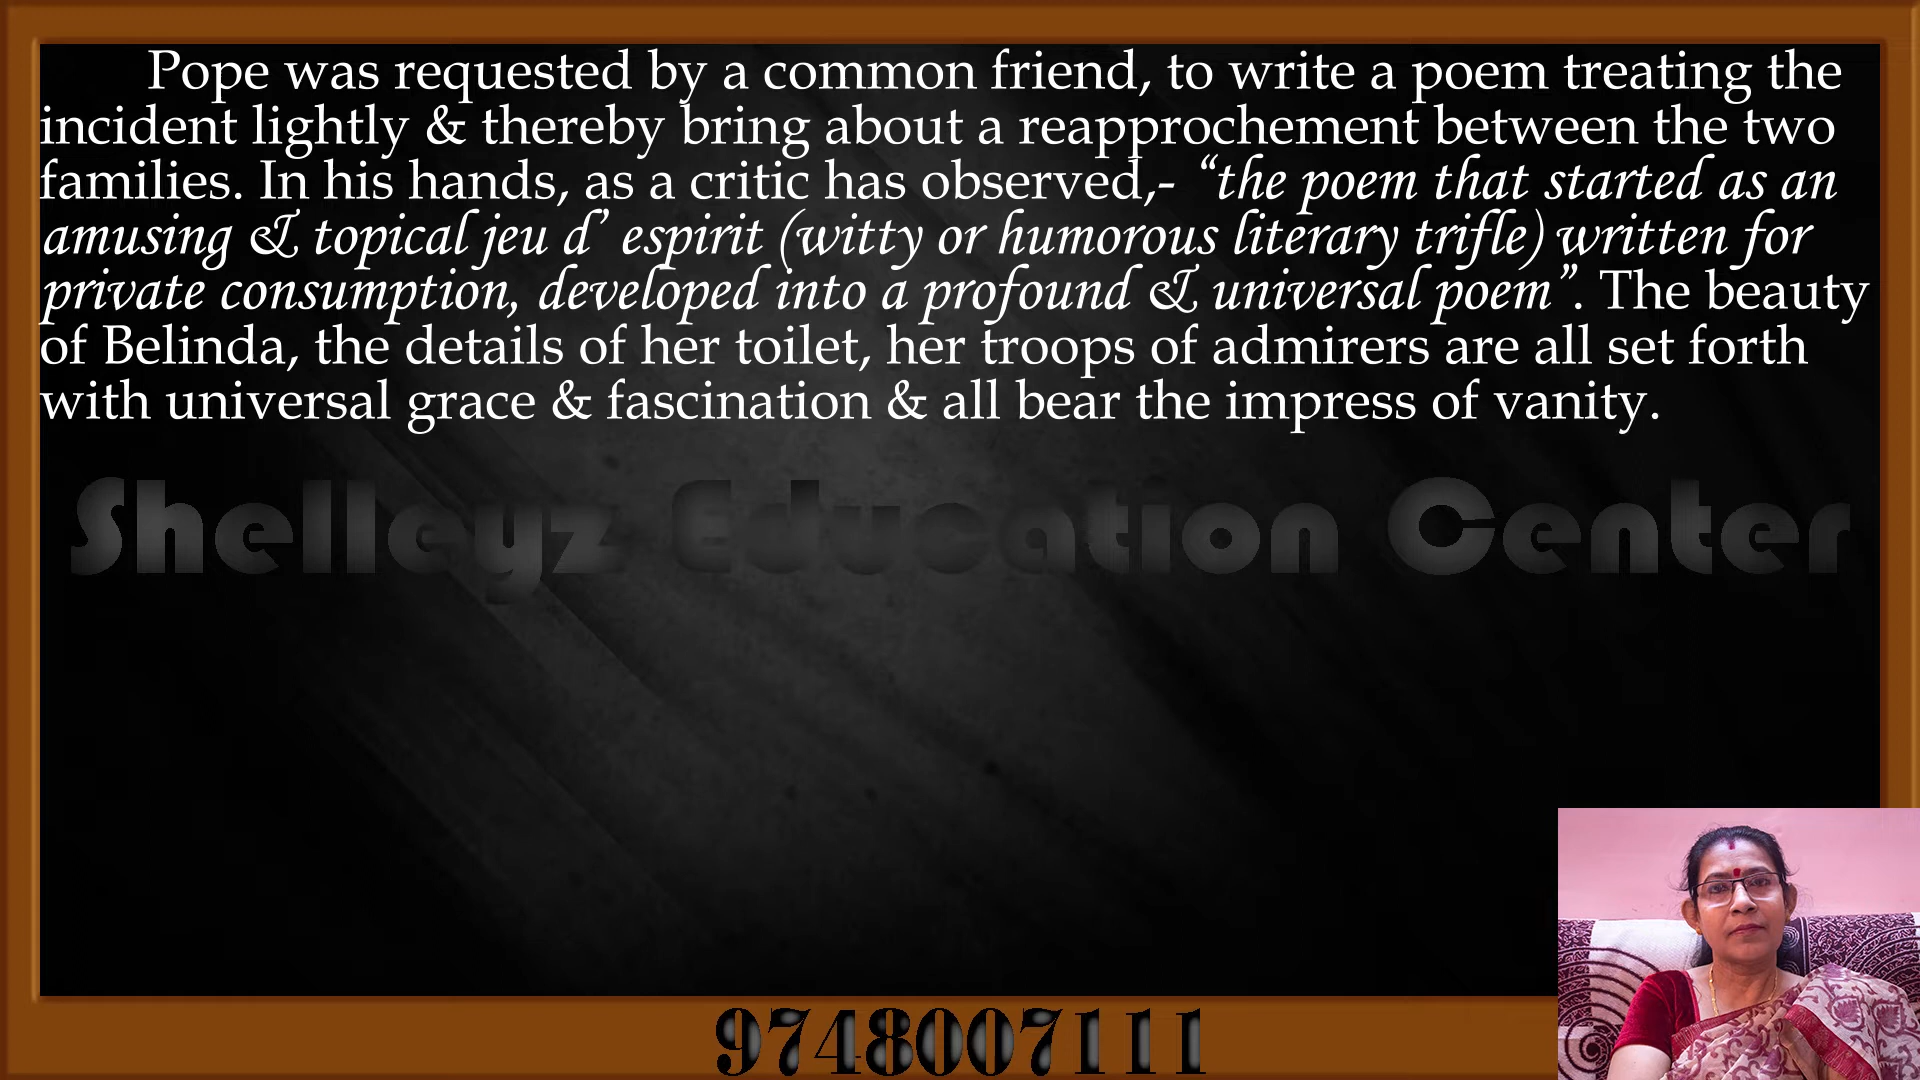 Pope was requested by a common friend, to write a poem treating the
incident lightly & thereby bring about a reapprochement between the two
families. In his hands, as a critic has observed,- “the poem that started as an
amusing & topical jeu d’ espirit (witty or humorous literary trifle) written for
private consumption, developed into a profound & universal poem”. The beauty
of Belinda, the details of her toilet, her troops of admirers are all set forth
with universal grace & fascination & all bear the impress of vanity.
Shelleyz Education Center
9748007111